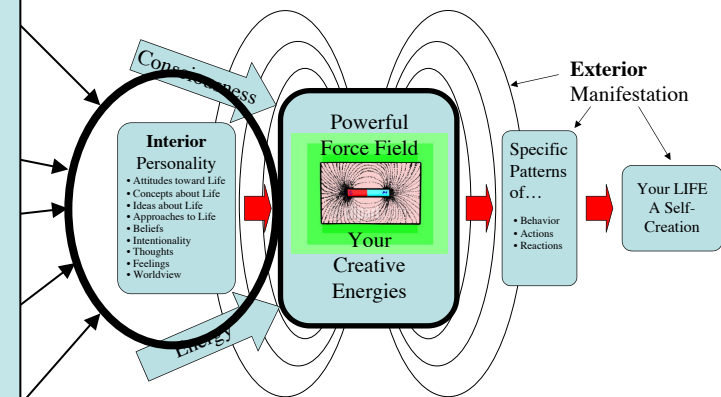 Consciousness
Interior
Personality
• Attitudes toward Life
• Concepts about Life
• Ideas about Life
• Approaches to Life
• Beliefs
• Intentionality
• Thoughts
• Feelings
• Worldview
Energy
Powerful
Force Field
Your
Creative
Energies
Exterior
Manifestation
Specific
Patterns
of…
• Behavior
• Actions
• Reactions
Your LIFE
A Self-
Creation